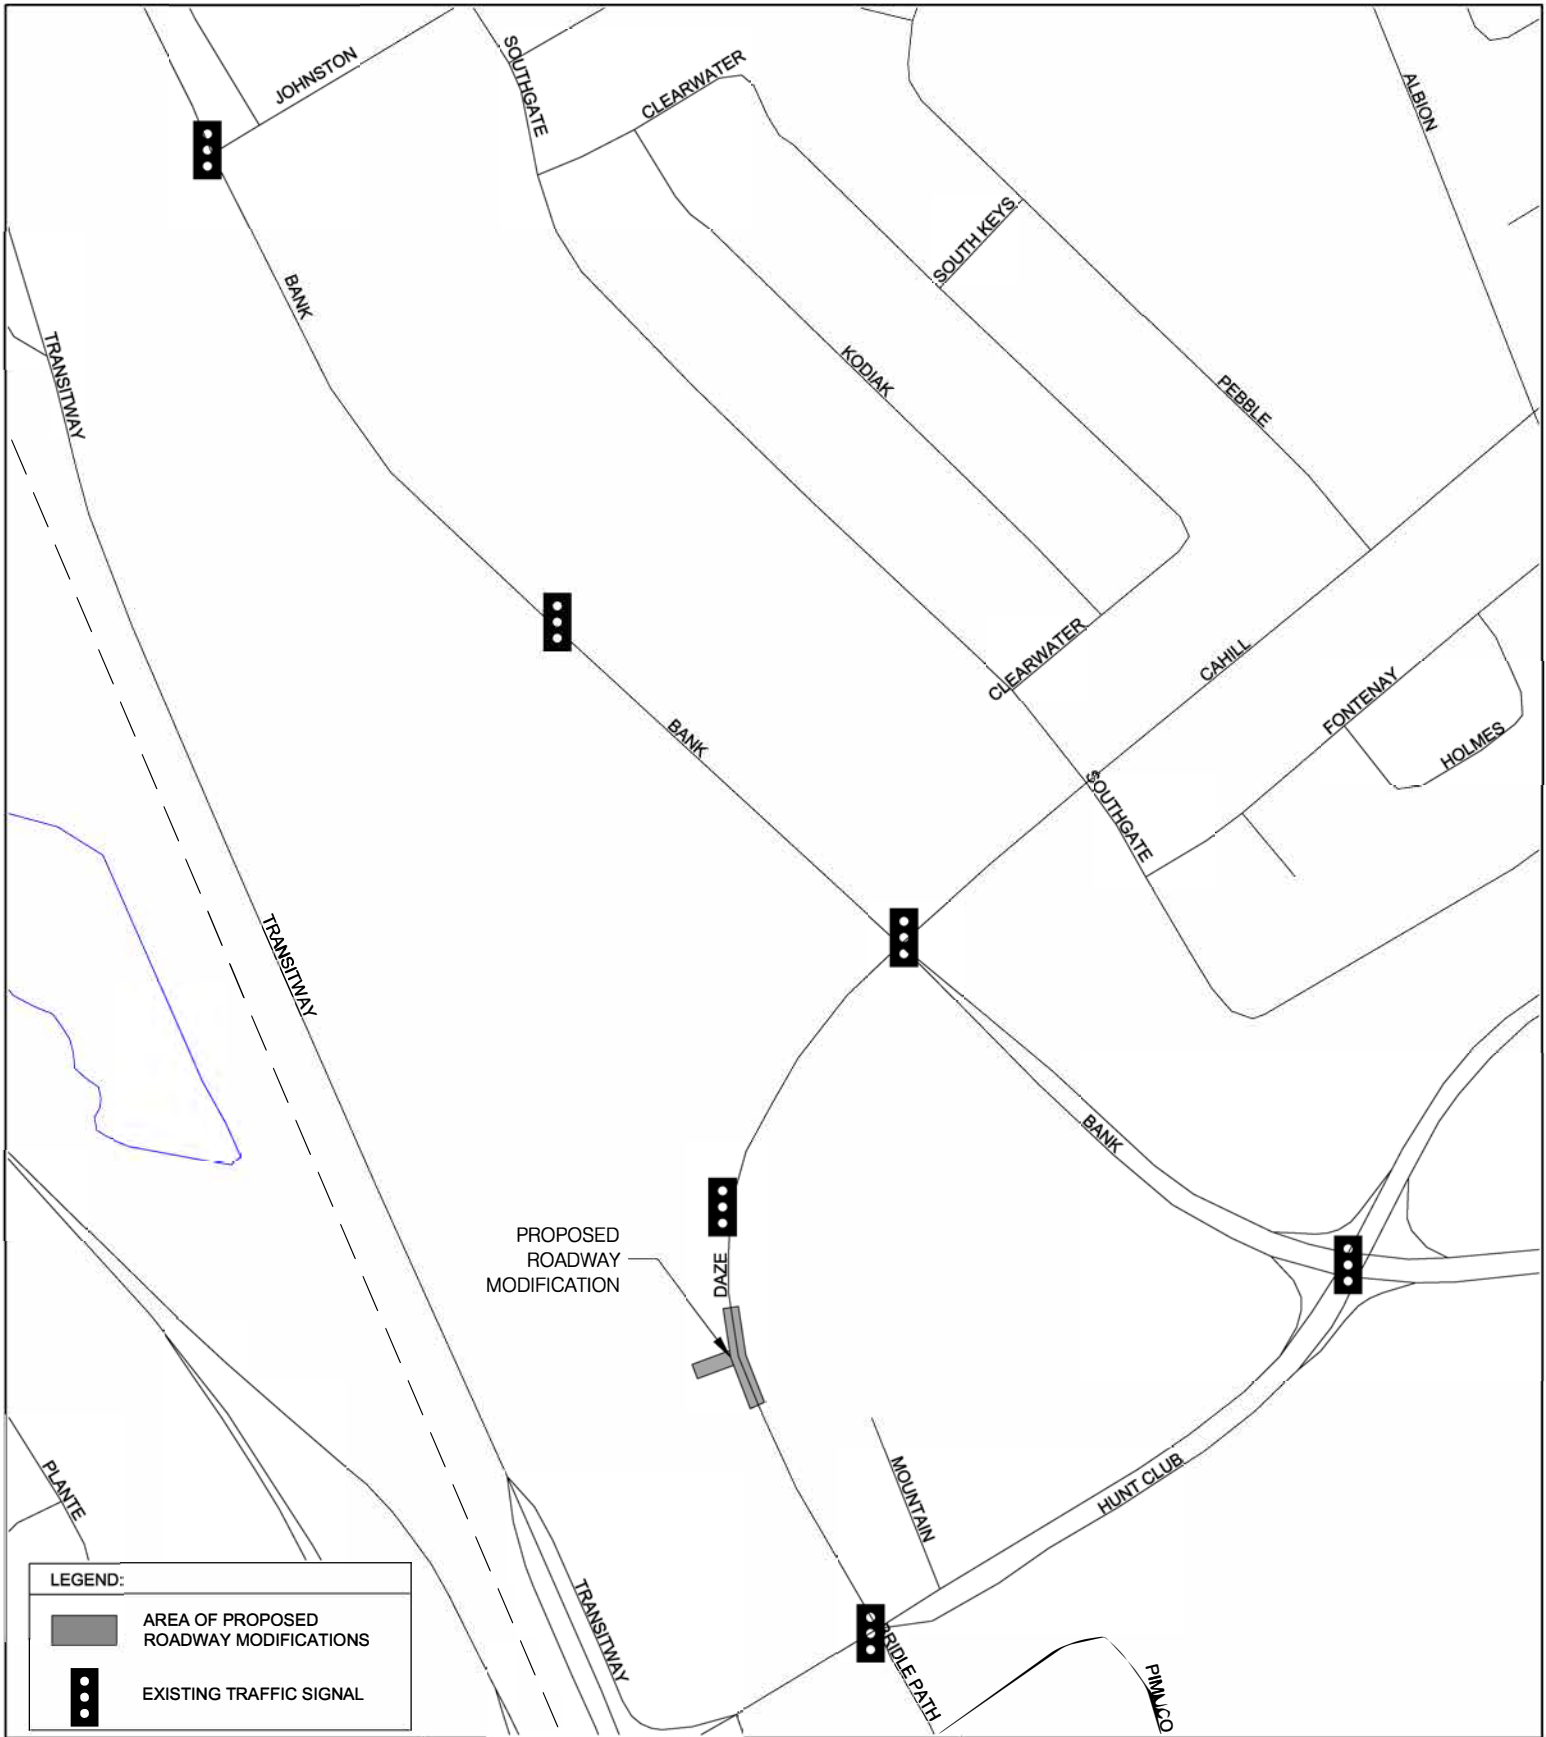 JOHNSTON
SOUTHGATE
CLEARWATER
ALBION
SOUTH KEYS
BANK
TRANSITWAY
KODIAK
PEBBLE
CLEARWATER
CAHILL
FONTENAY
HOLMES
BANK
SOUTHGATE
TRANSITWAY
BANK
PROPOSED
ROADWAY
MODIFICATION
DAZE
MOUNTAIN
HUNT CLUB
PLANTE
TRANSITWAY
BRIDLE PATH
LEGEND:
AREA OF PROPOSED
ROADWAY MODIFICATIONS
EXISTING TRAFFIC SIGNAL